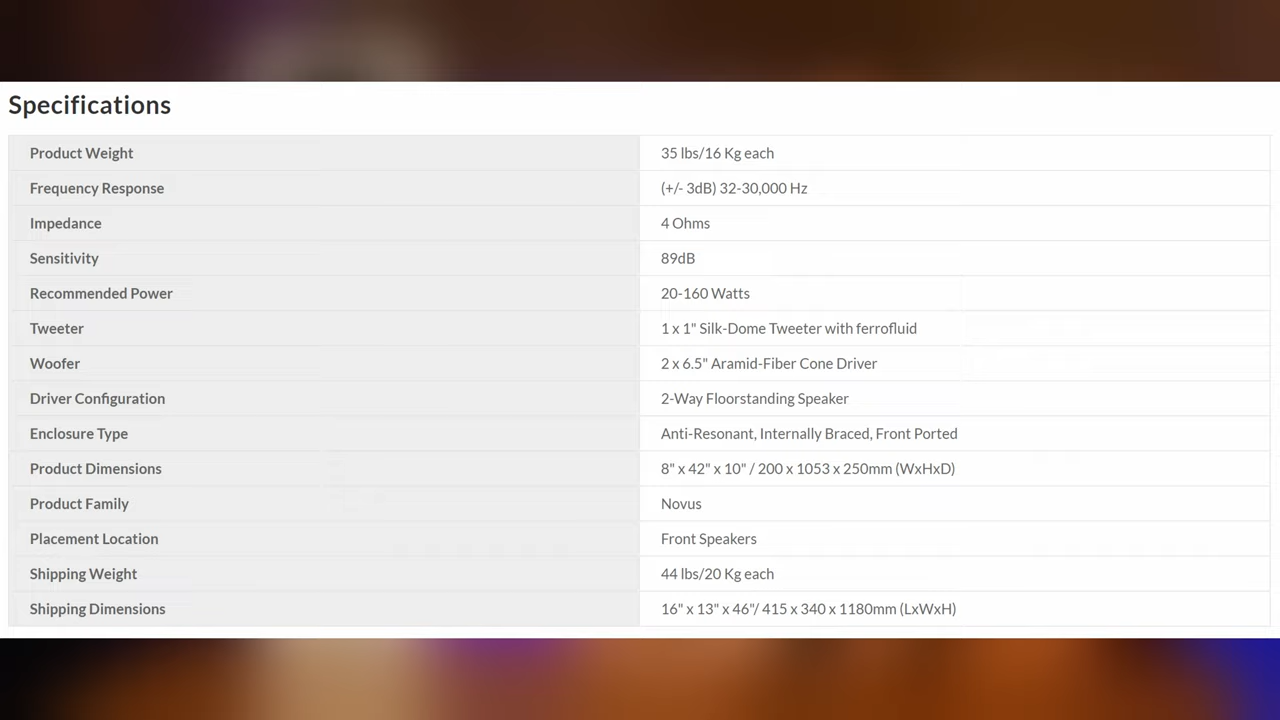 Specifications
Product Weight 35 lbs/16 Kg each
Frequency Response (+/- 3dB) 32-30,000 Hz
Impedance 4 Ohms
Sensitivity 89dB
Recommended Power 20-160 Watts
Tweeter 1 x 1" Silk-Dome Tweeter with ferrofluid
Woofer 2 x 6.5" Aramid-Fiber Cone Driver
Driver Configuration 2-Way Floorstanding Speaker
Enclosure Type Anti-Resonant, Internally Braced, Front Ported
Product Dimensions 8" x 42" x 10" / 200 x 1053 x 250mm (WxHxD)
Product Family Novus
Placement Location Front Speakers
Shipping Weight 44 lbs/20 Kg each
Shipping Dimensions 16" x 13" x 46"/ 415 x 340 x 1180mm (LxWxH)